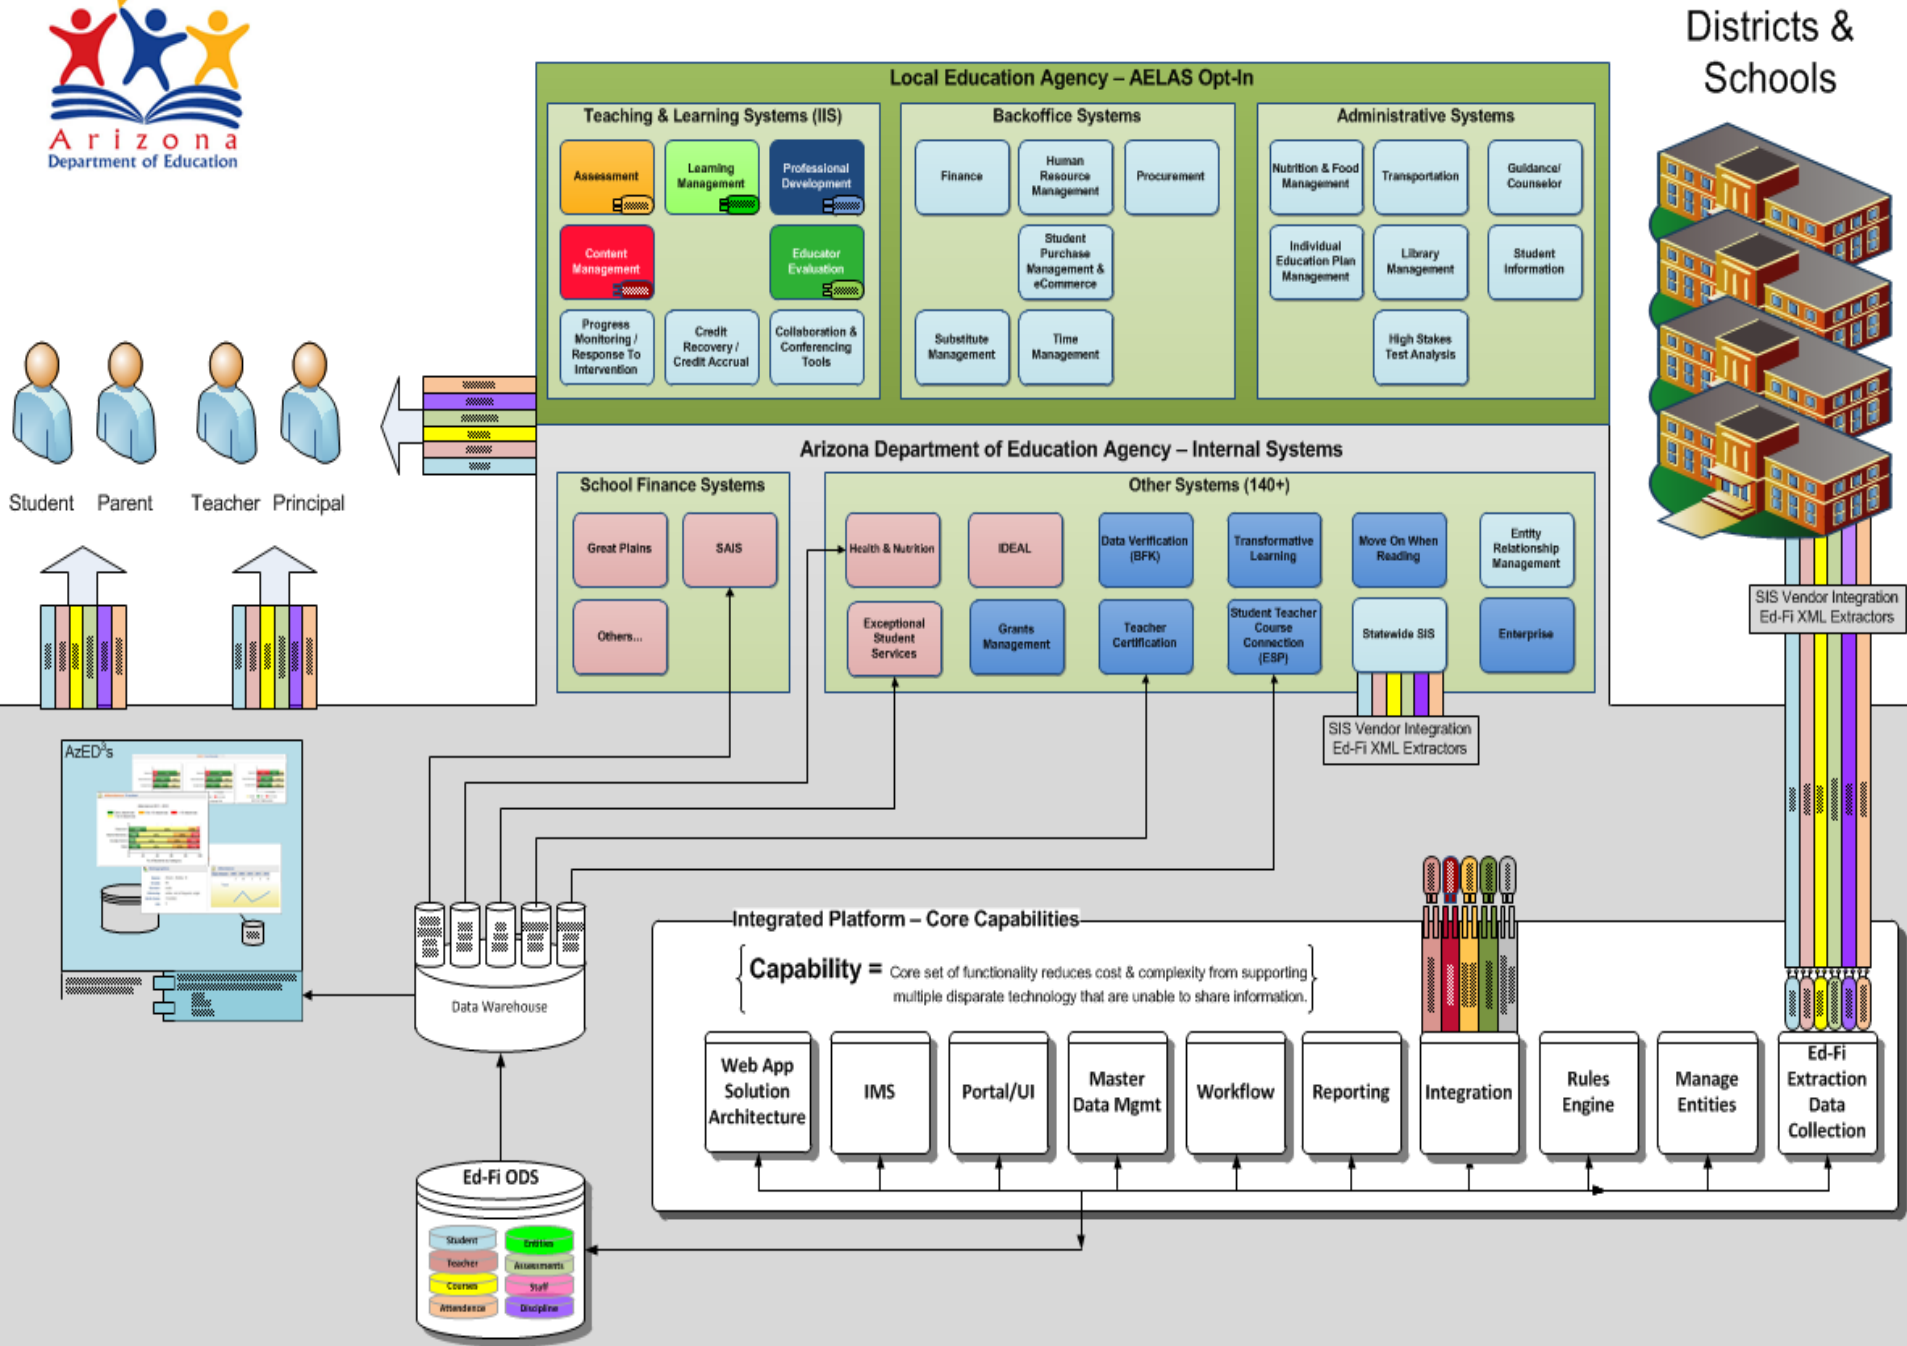 Arizona
Department of Education
Districts &
Schools
Local Education Agency – AELAS Opt-In
Teaching & Learning Systems (IIS)
Assessment
Learning
Management
Professional
Development
Content
Management
Educator
Evaluation
Progress
Monitoring /
Response To
Intervention
Credit
Recovery /
Credit Accrual
Collaboration &
Conferencing
Tools
Backoffice Systems
Finance
Human
Resource
Management
Procurement
Student
Purchase
Management &
eCommerce
Substitute
Management
Time
Management
Administrative Systems
Nutrition & Food
Management
Transportation
Guidance/
Counselor
Individual
Education Plan
Management
Library
Management
Student
Information
High Stakes
Test Analysis
Student
Parent
Teacher
Principal
Arizona Department of Education Agency – Internal Systems
School Finance Systems
Great Plains
SAIS
Others...
Other Systems (140+)
Health & Nutrition
IDEAL
Data Verification
(BFK)
Transformative
Learning
Move On When
Reading
Entity
Relationship
Management
Exceptional
Student
Services
Grants
Management
Teacher
Certification
Student Teacher
Course
Connection
(ESP)
Statewide SIS
Enterprise
SIS Vendor Integration
Ed-Fi XML Extractors
SIS Vendor Integration
Ed-Fi XML Extractors
AzED³s
Data Warehouse
Integrated Platform – Core Capabilities
Capability = Core set of functionality reduces cost & complexity from supporting
multiple disparate technology that are unable to share information.
Web App
Solution
Architecture
IMS
Portal/UI
Master
Data Mgmt
Workflow
Reporting
Integration
Rules
Engine
Manage
Entities
Ed-Fi
Extraction
Data
Collection
Ed-Fi ODS
Student
Entities
Teacher
Assessments
Courses
Staff
Attendence
Discipline